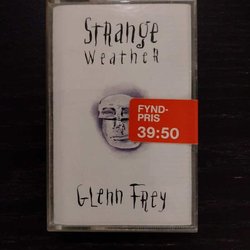 Strange
Weather
FYND-
PRIS
39:50
Glenn Frey